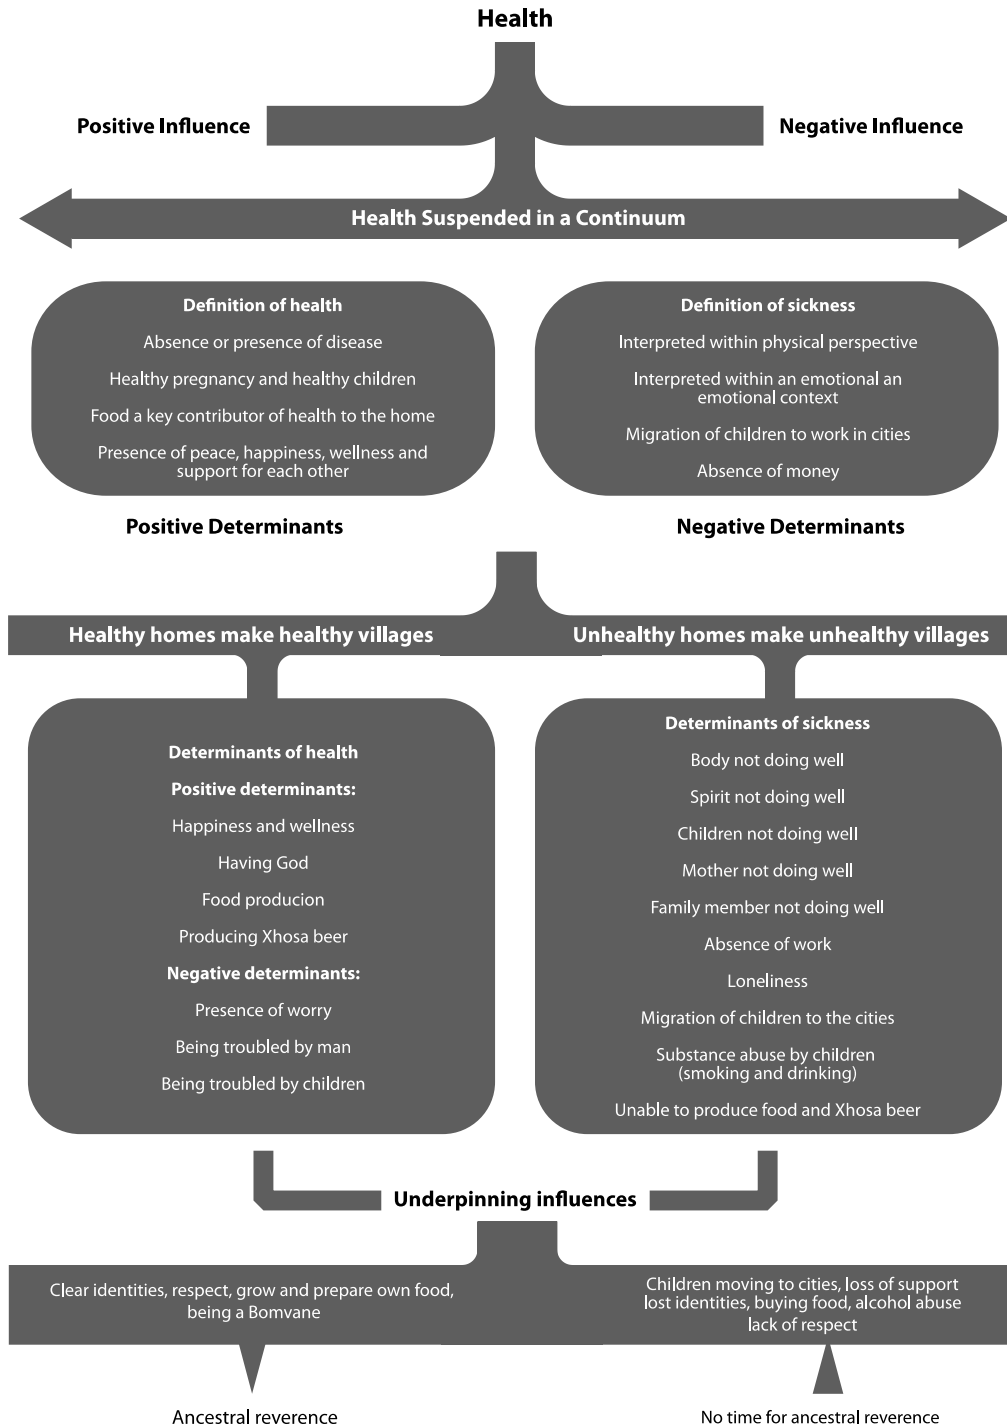 Health
Positive Influence
Negative Influence
Health Suspended in a Continuum
Definition of health
Absence or presence of disease
Healthy pregnancy and healthy children
Food a key contributor of health to the home
Presence of peace, happiness, wellness and
support for each other
Definition of sickness
Interpreted within physical perspective
Interpreted within an emotional an
emotional context
Migration of children to work in cities
Absence of money
Positive Determinants
Negative Determinants
Healthy homes make healthy villages
Unhealthy homes make unhealthy villages
Determinants of health
Positive determinants:
Happiness and wellness
Having God
Food producion
Producing Xhosa beer
Negative determinants:
Presence of worry
Being troubled by man
Being troubled by children
Determinants of sickness
Body not doing well
Spirit not doing well
Children not doing well
Mother not doing well
Family member not doing well
Absence of work
Loneliness
Migration of children to the cities
Substance abuse by children
(smoking and drinking)
Unable to produce food and Xhosa beer
Underpinning influences
Clear identities, respect, grow and prepare own food,
being a Bomvane
Children moving to cities, loss of support
lost identities, buying food, alcohol abuse
lack of respect
Ancestral reverence
No time for ancestral reverence